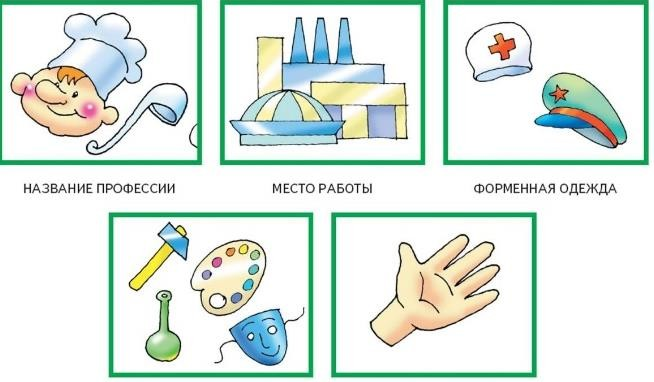 НАЗВАНИЕ ПРОФЕССИИ
МЕСТО РАБОТЫ
ФОРМЕННАЯ ОДЕЖДА